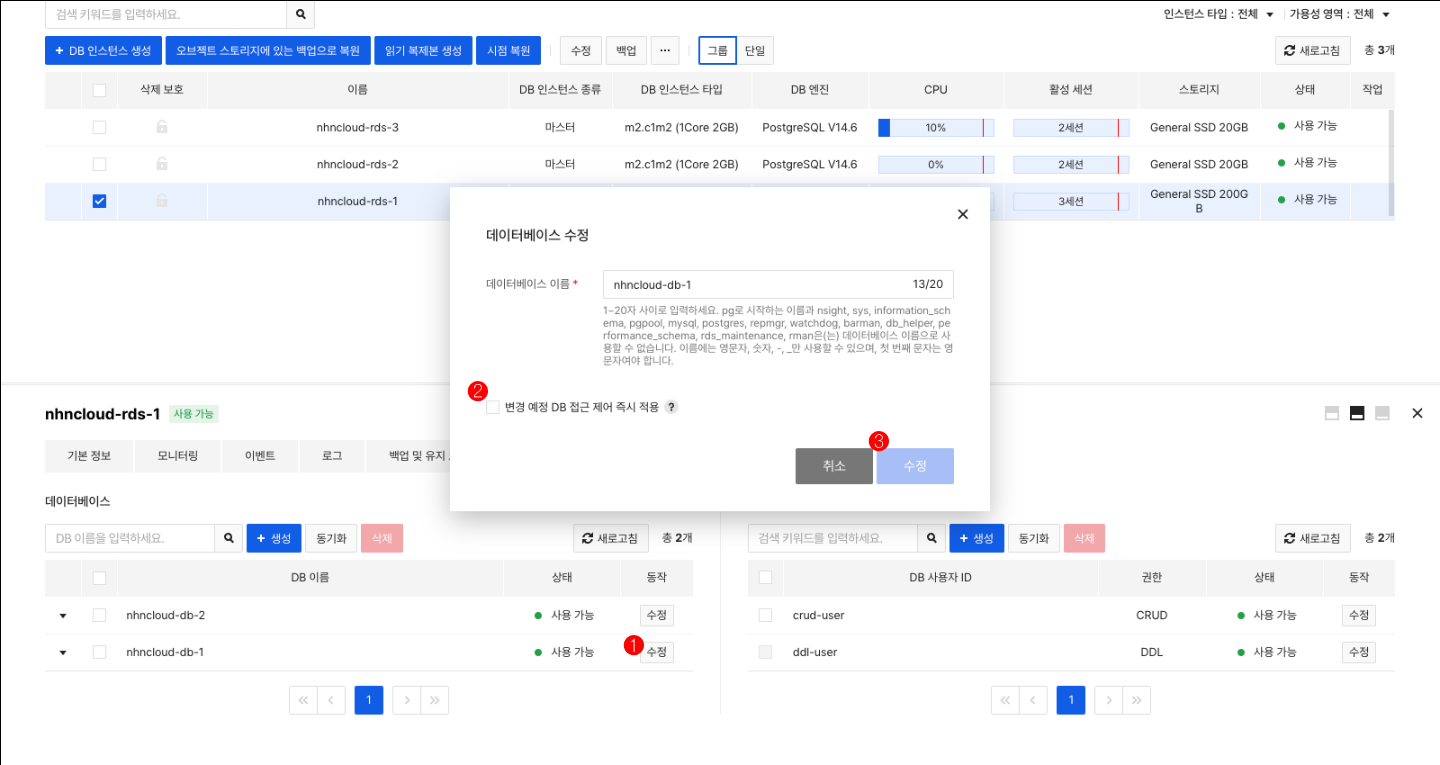 검색 키워드를 입력하세요.
인스턴스 타입 : 전체
가용성 영역 : 전체
+ DB 인스턴스 생성
오브젝트 스토리지에 있는 백업으로 복원
읽기 복제본 생성
시점 복원
수정
백업
···
그룹
단일
새로고침
총 3개
삭제 보호 이름 DB 인스턴스 종류 DB 인스턴스 타입 DB 엔진 CPU 활성 세션 스토리지 상태 작업
nhncloud-rds-3 마스터 m2.c1m2 (1Core 2GB) PostgreSQL V14.6 10% 2세션 General SSD 20GB 사용 가능
nhncloud-rds-2 마스터 m2.c1m2 (1Core 2GB) PostgreSQL V14.6 0% 2세션 General SSD 20GB 사용 가능
nhncloud-rds-1 3세션 General SSD 200G
B 사용 가능
데이터베이스 수정
데이터베이스 이름 *
nhncloud-db-1 13/20
1~20자 사이로 입력하세요. pg로 시작하는 이름과 nsight, sys, information_sch
ema, pgpool, mysql, postgres, repmgr, watchdog, barman, db_helper, pe
rformance_schema, rds_maintenance, rman은(는) 데이터베이스 이름으로 사
용할 수 없습니다. 이름에는 영문자, 숫자, -, _만 사용할 수 있으며, 첫 번째 문자는 영
문자여야 합니다.
2
변경 예정 DB 접근 제어 즉시 적용 ?
3
취소
수정
nhncloud-rds-1 사용 가능
기본 정보
모니터링
이벤트
로그
백업 및 유지
데이터베이스
DB 이름을 입력하세요.
+ 생성
동기화
삭제
새로고침
총 2개
DB 이름 상태 동작
nhncloud-db-2 사용 가능 수정
1
nhncloud-db-1 사용 가능 수정
1
검색 키워드를 입력하세요.
+ 생성
동기화
삭제
새로고침
총 2개
DB 사용자 ID 권한 상태 동작
crud-user CRUD 사용 가능 수정
ddl-user DDL 사용 가능 수정
1